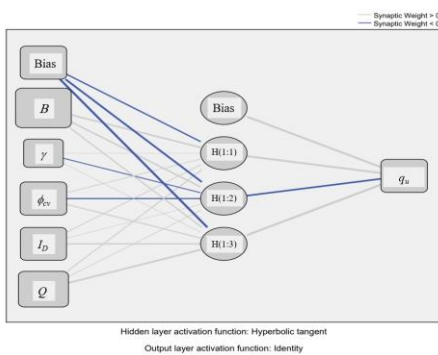 Synaptic Weight > 0
Synaptic Weight < 0
Bias
B
γ
ϕcv
ID
Q
Bias
H(1:1)
H(1:2)
H(1:3)
qu
Hidden layer activation function: Hyperbolic tangent
Output layer activation function: Identity